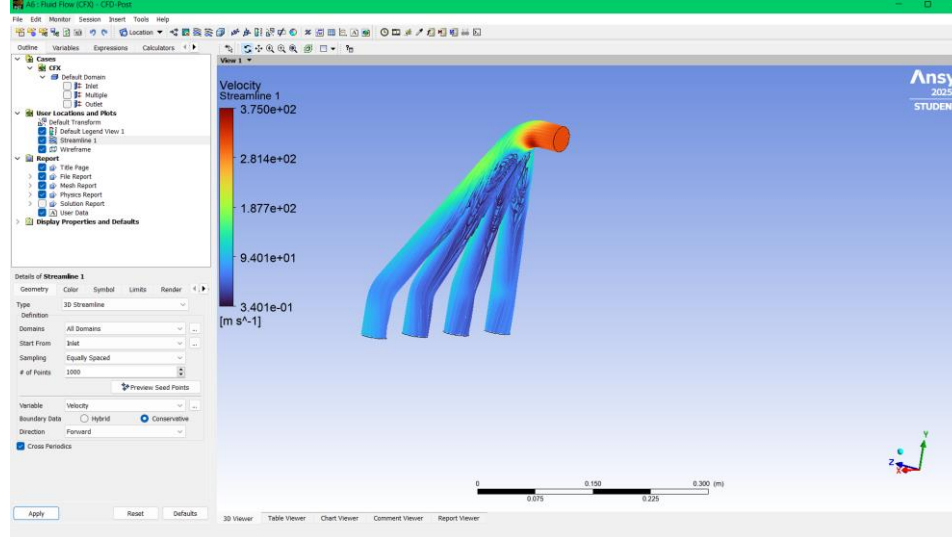 A6 : Fluid Flow (CFX) - CFD-Post
File Edit Monitor Session Insert Tools Help
Location
Outline Variables Expressions Calculators
Cases
CFX
Default Domain
Inlet
Multiple
Outlet
User Locations and Plots
Default Transform
Default Legend View 1
Streamline 1
Wireframe
Report
Title Page
File Report
Mesh Report
Physics Report
Solution Report
User Data
Display Properties and Defaults
Details of Streamline 1
Geometry Color Symbol Limits Render
Type 3D Streamline
Definition
Domains All Domains ...
Start From Inlet ...
Sampling Equally Spaced
# of Points 1000
Preview Seed Points
Variable Velocity ...
Boundary Data Hybrid Conservative
Direction Forward
Cross Periodics
Apply Reset Defaults
View 1
Velocity
Streamline 1
3.750e+02
2.814e+02
1.877e+02
9.401e+01
3.401e-01
[m s^-1]
Ansy
2025
STUDEN
Y
Z
X
0 0.150 0.300 (m)
0.075 0.225
3D Viewer Table Viewer Chart Viewer Comment Viewer Report Viewer